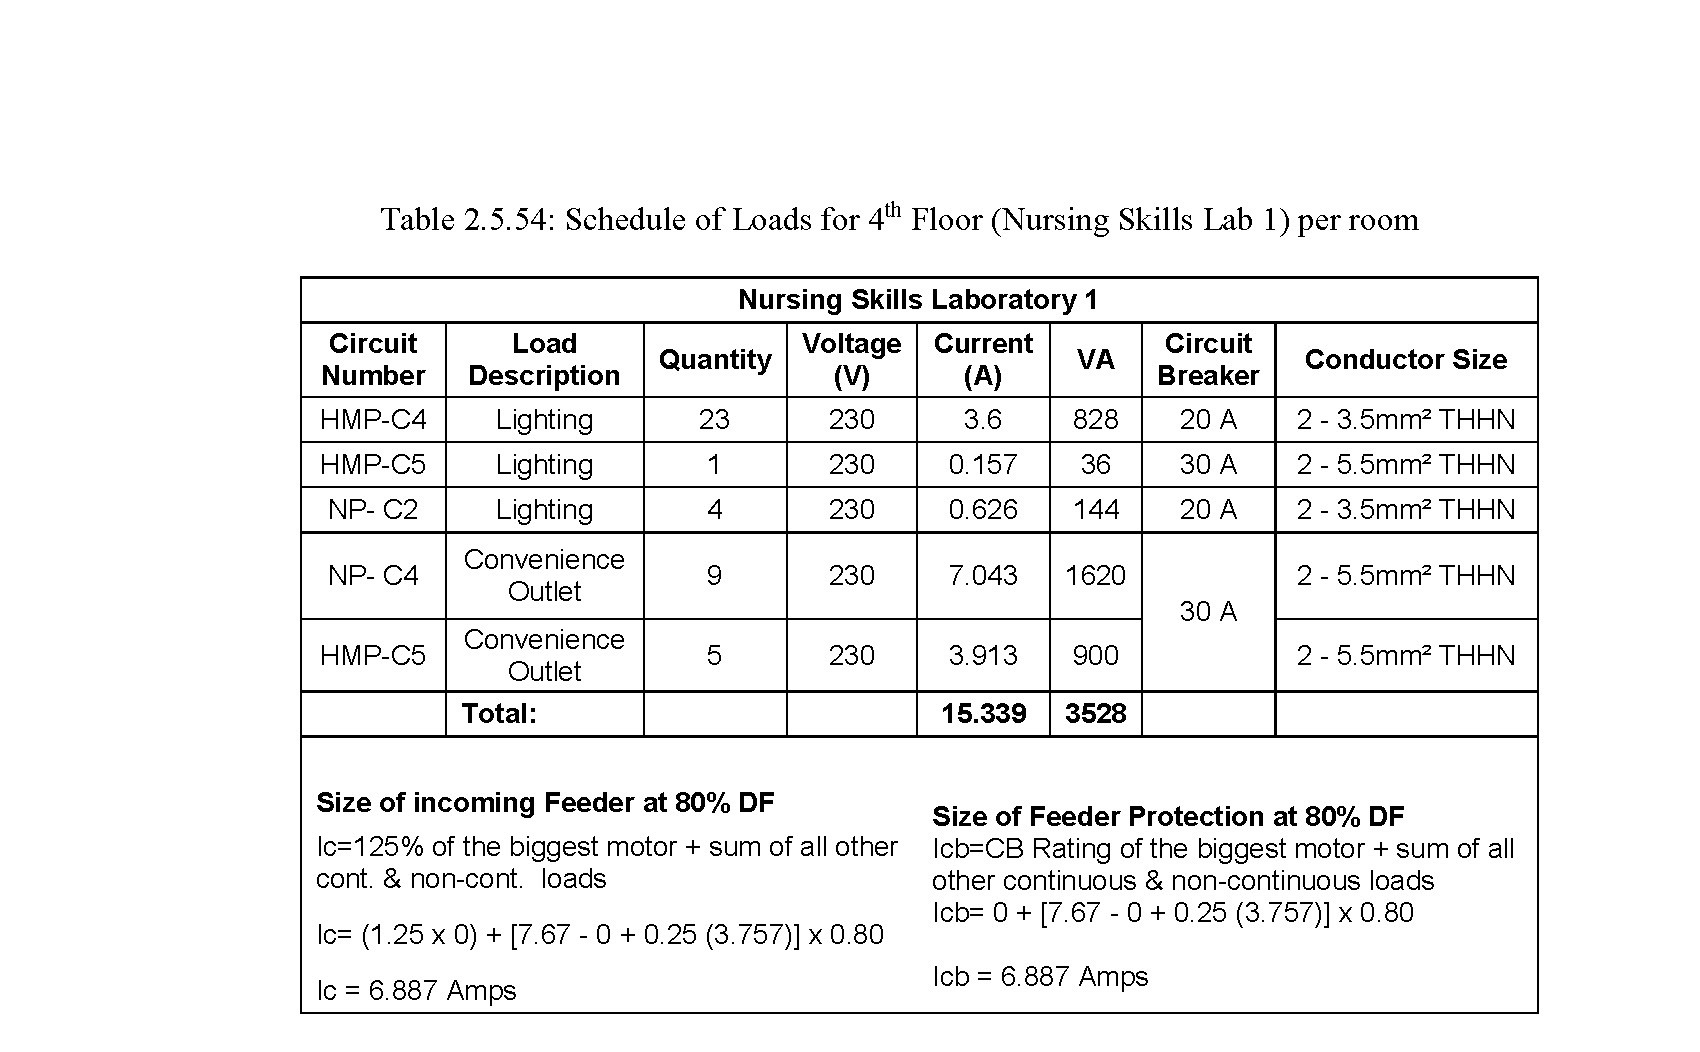 Table 2.5.54: Schedule of Loads for 4th Floor (Nursing Skills Lab 1) per room
Nursing Skills Laboratory 1
Circuit Number Load Description Quantity Voltage (V) Current (A) VA Circuit Breaker Conductor Size
HMP-C4 Lighting 23 230 3.6 828 20 A 2 - 3.5mm² THHN
HMP-C5 Lighting 1 230 0.157 36 30 A 2 - 5.5mm² THHN
NP- C2 Lighting 4 230 0.626 144 20 A 2 - 3.5mm² THHN
NP- C4 Convenience Outlet 9 230 7.043 1620 30 A 2 - 5.5mm² THHN
HMP-C5 Convenience Outlet 5 230 3.913 900 2 - 5.5mm² THHN
Total: 15.339 3528
Size of incoming Feeder at 80% DF
Ic=125% of the biggest motor + sum of all other
cont. & non-cont. loads
Ic= (1.25 x 0) + [7.67 - 0 + 0.25 (3.757)] x 0.80
Ic = 6.887 Amps
Size of Feeder Protection at 80% DF
Icb=CB Rating of the biggest motor + sum of all
other continuous & non-continuous loads
Icb= 0 + [7.67 - 0 + 0.25 (3.757)] x 0.80
Icb = 6.887 Amps